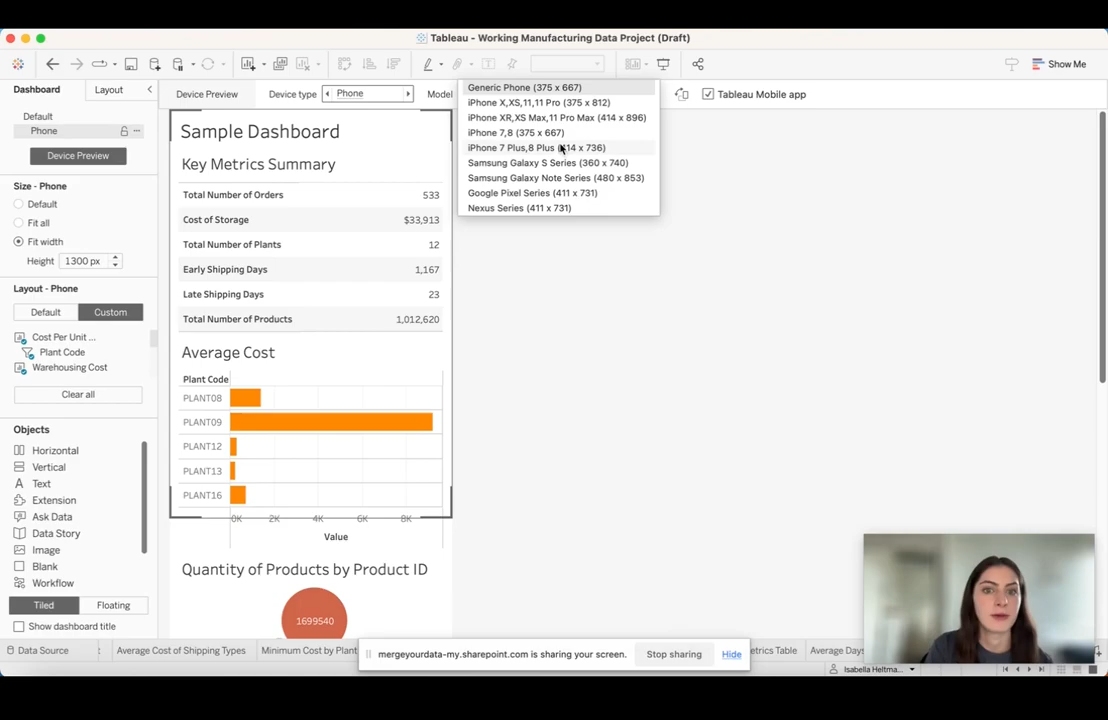 Tableau - Working Manufacturing Data Project (Draft)
Show Me
Dashboard
Layout
Default
Phone
Device Preview
Size - Phone
Default
Fit all
Fit width
Height 1300 px
Layout - Phone
Default
Custom
Cost Per Unit ...
Plant Code
Warehousing Cost
Clear all
Objects
Horizontal
Vertical
A Text
Extension
Ask Data
Data Story
Image
Blank
Workflow
Tiled
Floating
Show dashboard title
Device Preview
Device type
Phone
Model
Tableau Mobile app
Generic Phone (375 x 667)
iPhone X,XS,11,11 Pro (375 x 812)
iPhone XR,XS Max,11 Pro Max (414 x 896)
iPhone 7,8 (375 x 667)
iPhone 7 Plus,8 Plus (414 x 736)
Samsung Galaxy S Series (360 x 740)
Samsung Galaxy Note Series (480 x 853)
Google Pixel Series (411 x 731)
Nexus Series (411 x 731)
Sample Dashboard
Key Metrics Summary
Total Number of Orders 533
Cost of Storage $33,913
Total Number of Plants 12
Early Shipping Days 1,167
Late Shipping Days 23
Total Number of Products 1,012,620
Average Cost
Plant Code
PLANT08
PLANT09
PLANT12
PLANT13
PLANT16
0K 2K 4K 6K 8K
Value
Quantity of Products by Product ID
1699540
mergeyourdata-my.sharepoint.com is sharing your screen.
Stop sharing
Hide
Data Source
Average Cost of Shipping Types
Minimum Cost by Plant
etrics Table
Average Days
Isabella Heltma...